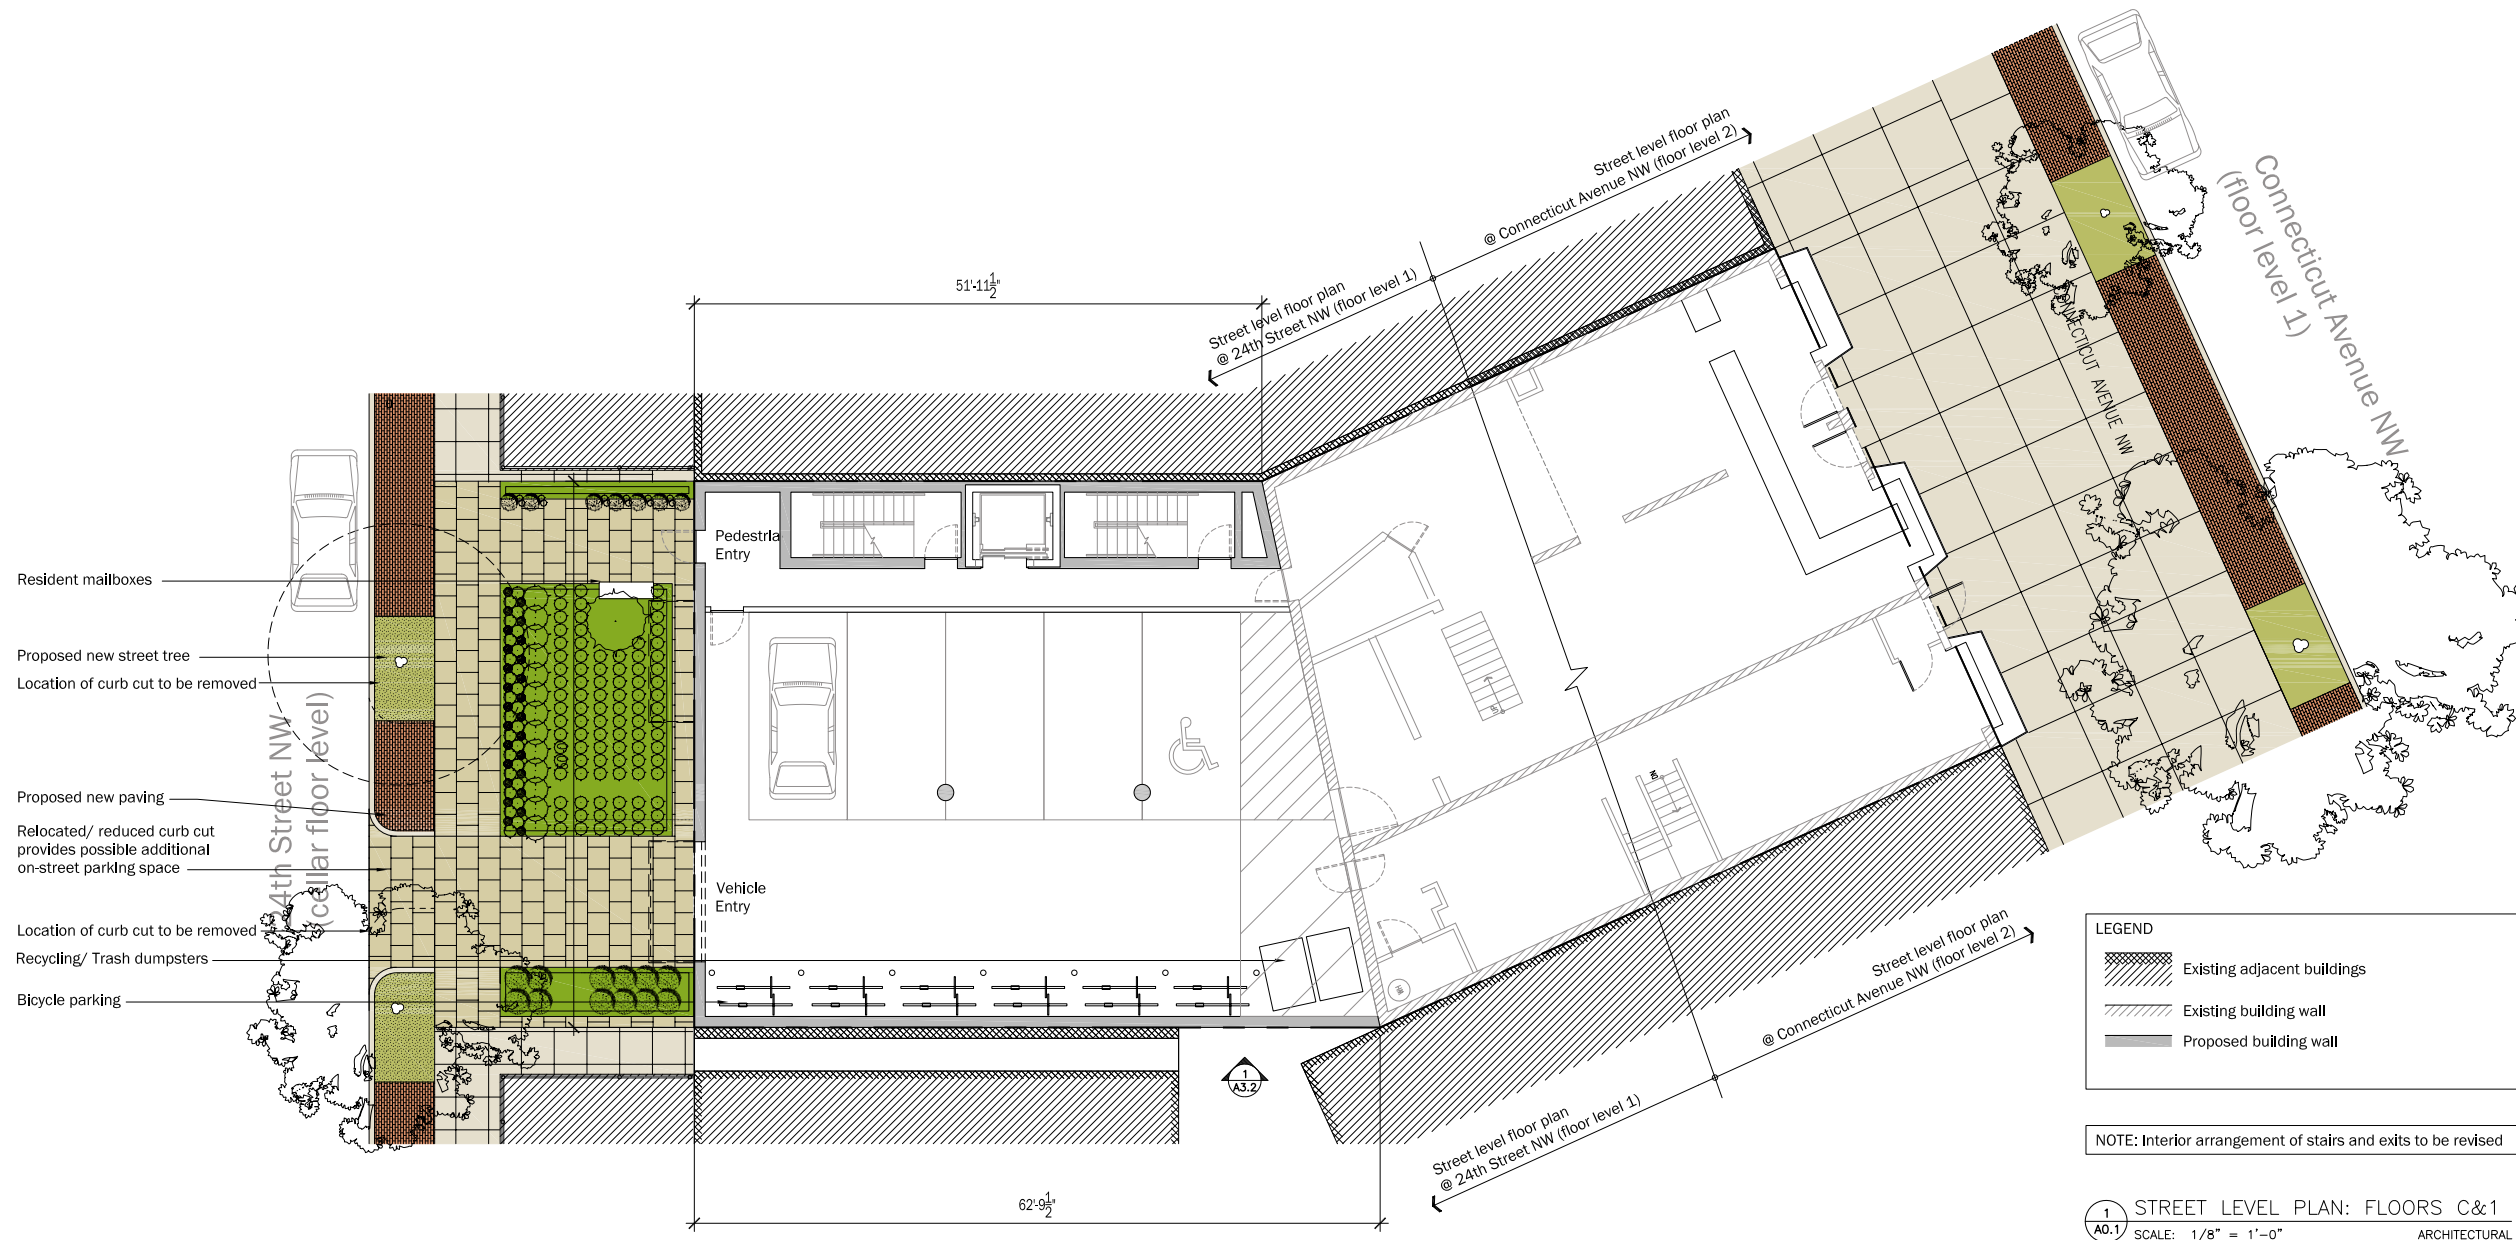 51'-11½"
Street level floor plan
@ Connecticut Avenue NW (floor level 2)
Street level floor plan
@ 24th Street NW (floor level 1)
Connecticut Avenue NW
(floor level 1)
CONNECTICUT AVENUE NW
Pedestria
Entry
Resident mailboxes
Proposed new street tree
Location of curb cut to be removed
24th Street NW
(cellar floor level)
Proposed new paving
Relocated/ reduced curb cut
provides possible additional
on-street parking space
Vehicle
Entry
Location of curb cut to be removed
Recycling/ Trash dumpsters
Bicycle parking
UP
DN
Street level floor plan
@ Connecticut Avenue NW (floor level 2)
Street level floor plan
@ 24th Street NW (floor level 1)
1
A3.2
62'-9½"
LEGEND
Existing adjacent buildings
Existing building wall
Proposed building wall
NOTE: Interior arrangement of stairs and exits to be revised
1
A0.1
STREET LEVEL PLAN: FLOORS C&1
SCALE: 1/8" = 1'-0"
ARCHITECTURAL